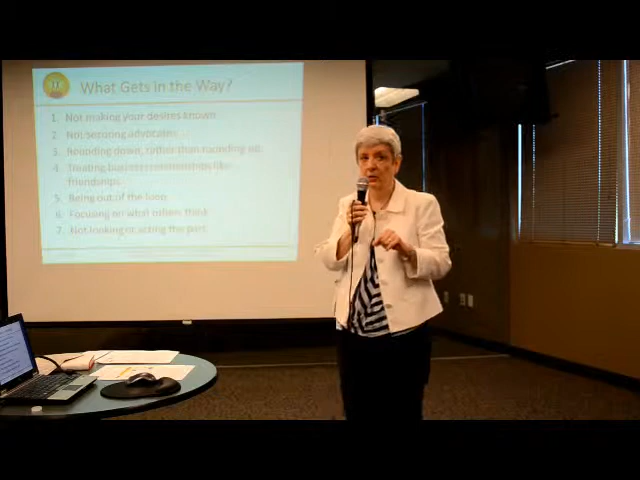 What Gets in the Way?
1. Not making your desires known.
2. Not securing advocates.
3. Rounding down, rather than rounding up.
4. Treating business relationships like
friendships.
5. Being out of the loop.
6. Focusing on what others think.
7. Not looking or acting the part.